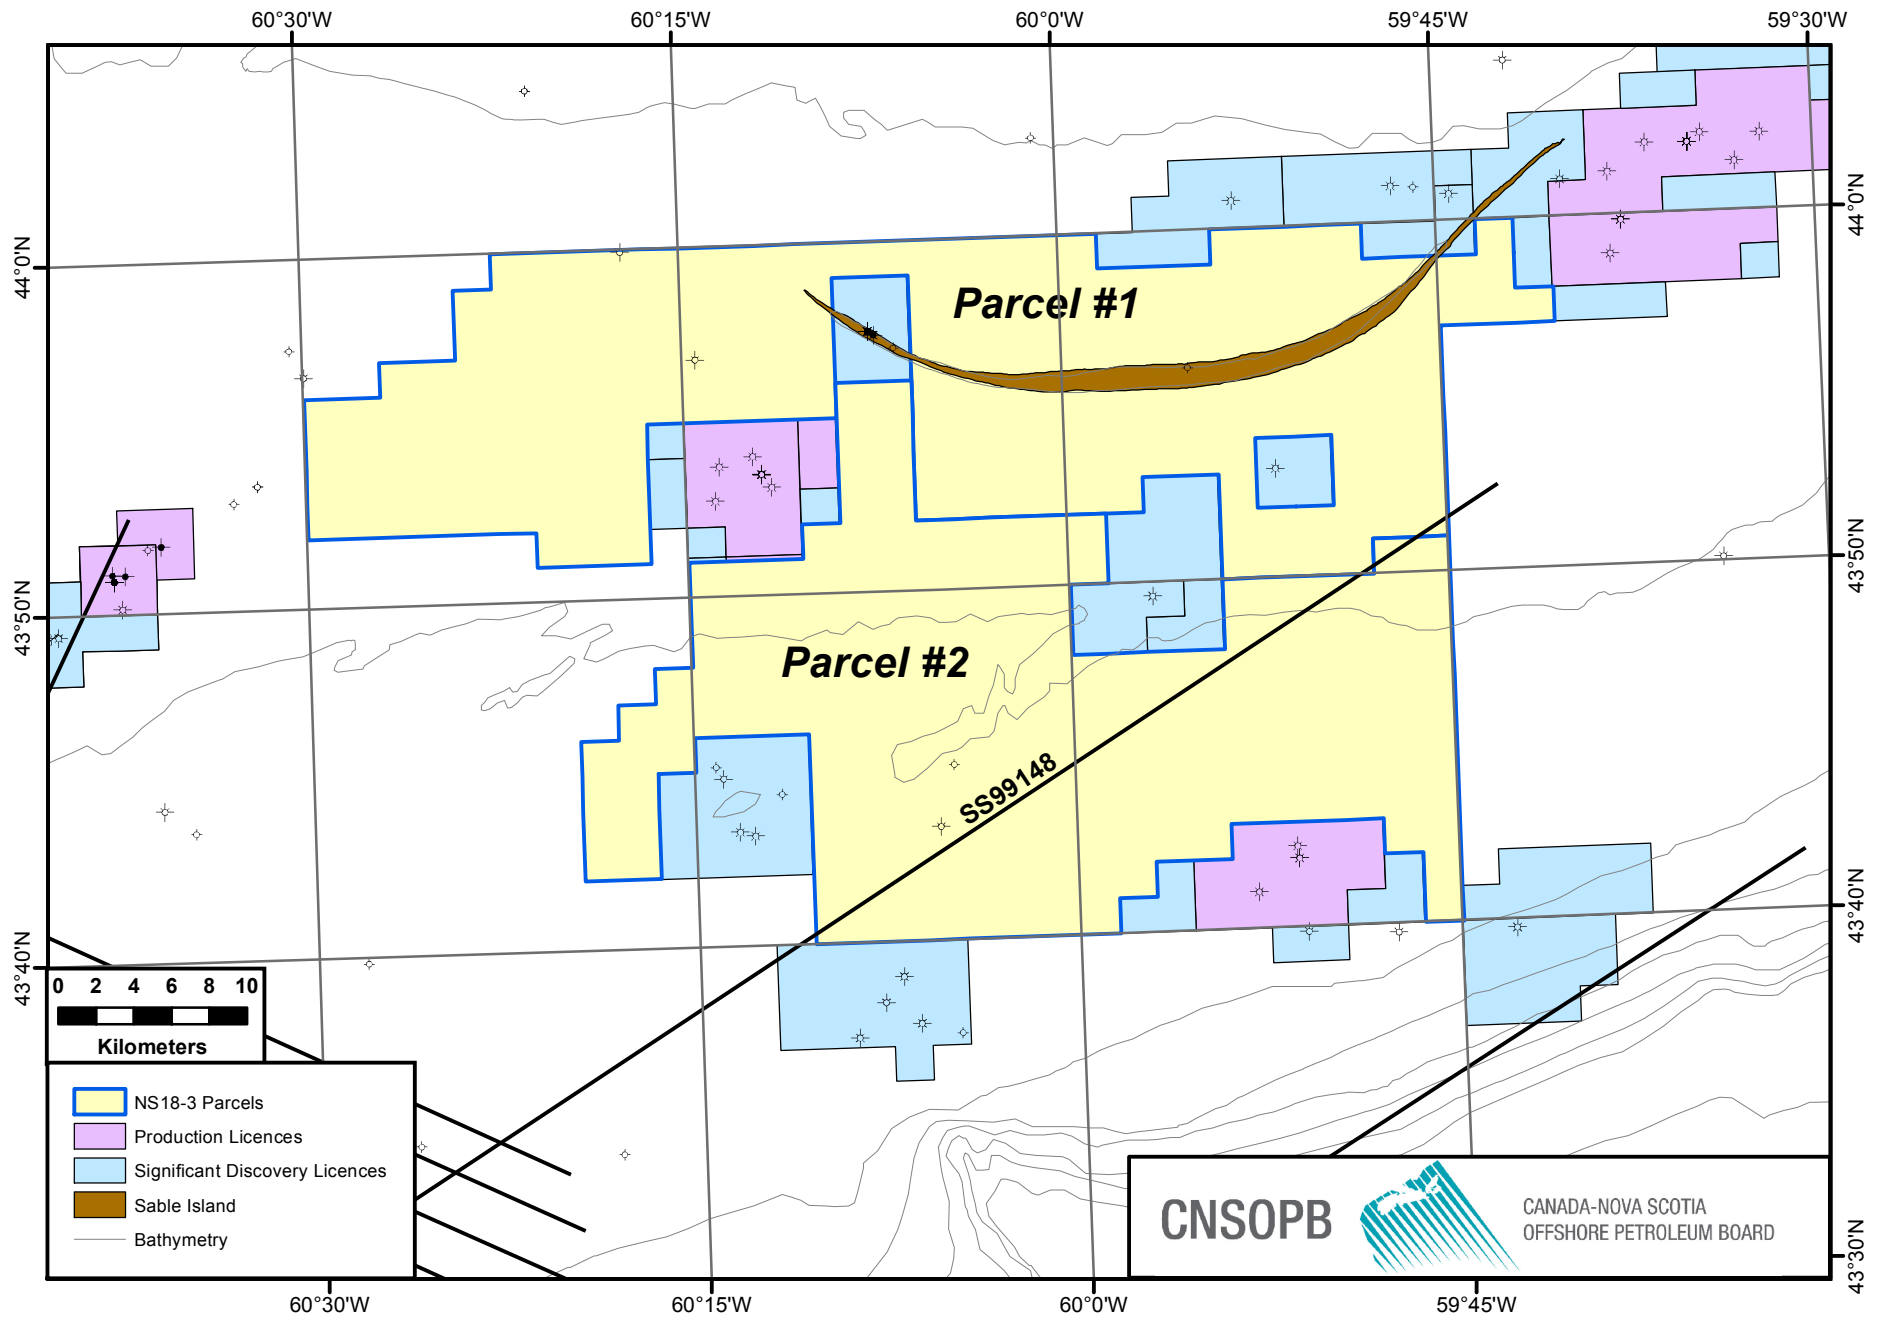 60°30'W
60°15'W
60°0'W
59°45'W
59°30'W
44°0'N
44°0'N
Parcel #1
43°50'N
43°50'N
Parcel #2
SS99148
43°40'N
43°40'N
0 2 4 6 8 10
Kilometers
NS18-3 Parcels
Production Licences
Significant Discovery Licences
Sable Island
Bathymetry
CNSOPB
CANADA-NOVA SCOTIA
OFFSHORE PETROLEUM BOARD
43°30'N
60°30'W
60°15'W
60°0'W
59°45'W